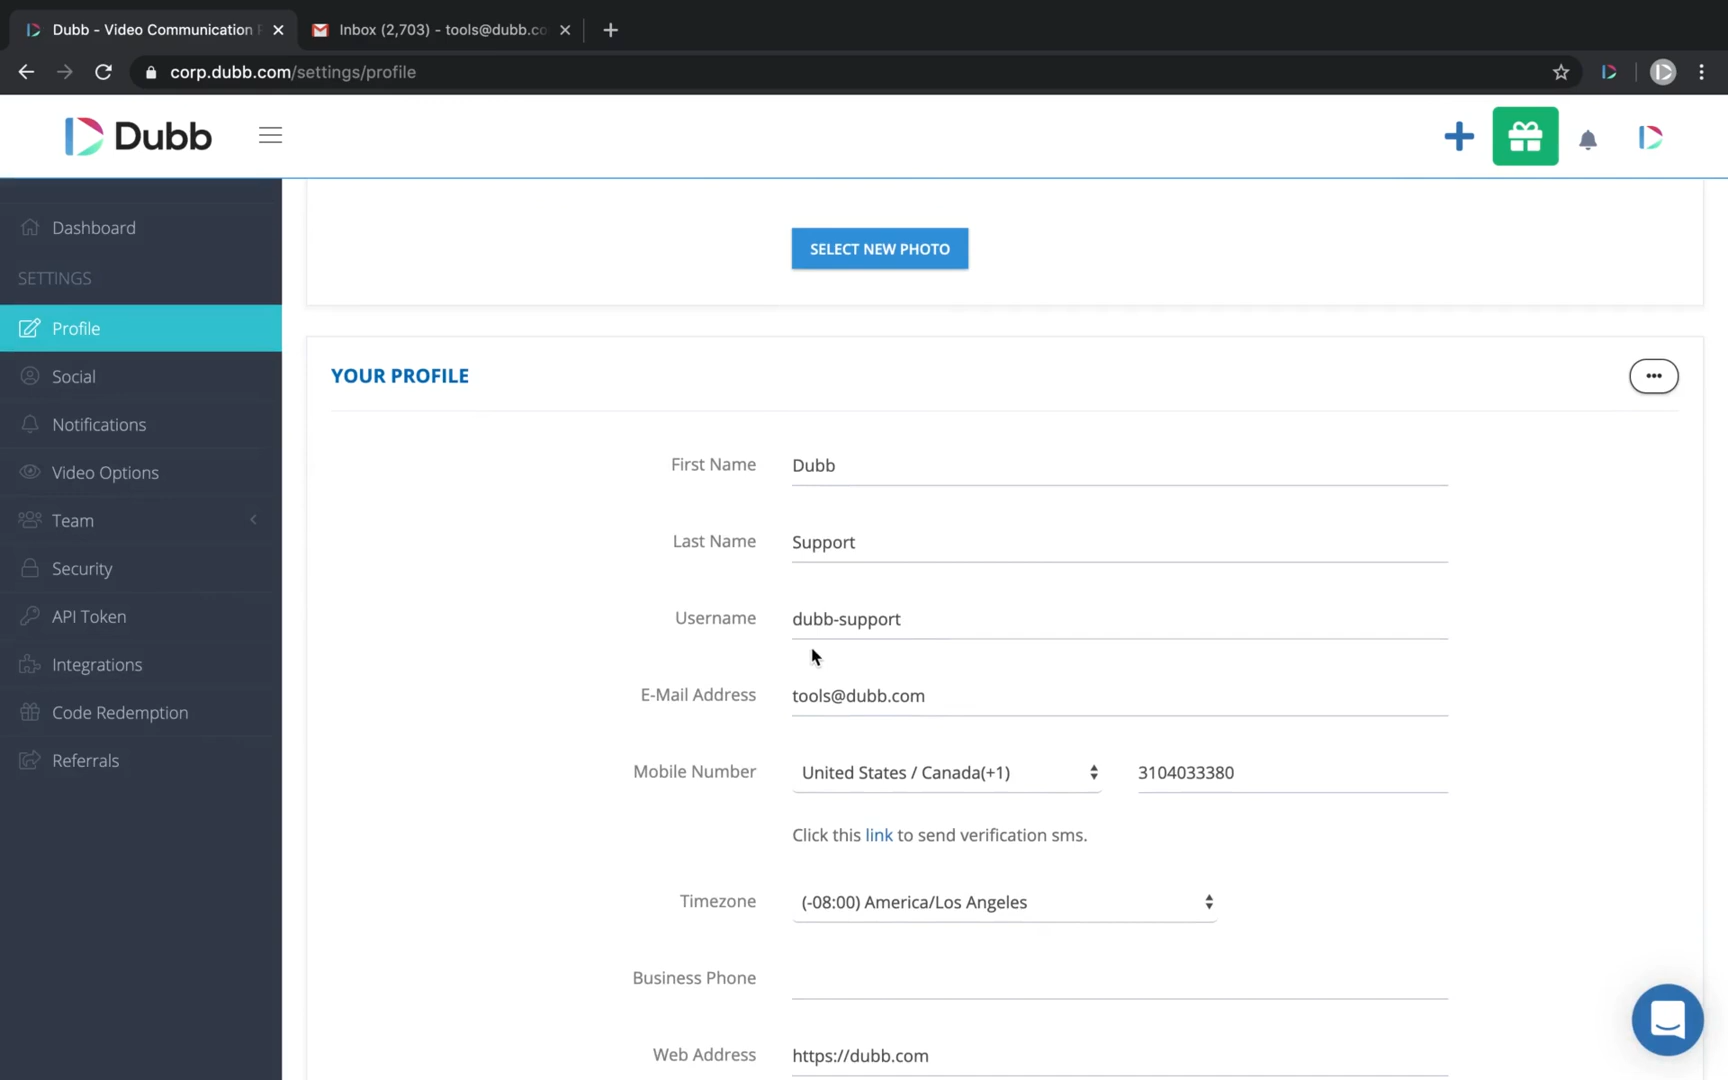 Dubb - Video Communication P
Inbox (2,703) - tools@dubb.co
corp.dubb.com/settings/profile
Dubb
Dashboard
SETTINGS
Profile
Social
Notifications
Video Options
Team
Security
API Token
Integrations
Code Redemption
Referrals
SELECT NEW PHOTO
YOUR PROFILE
First Name Dubb
Last Name Support
Username dubb-support
E-Mail Address tools@dubb.com
Mobile Number United States / Canada(+1) 3104033380
Click this link to send verification sms.
Timezone (-08:00) America/Los Angeles
Business Phone
Web Address https://dubb.com